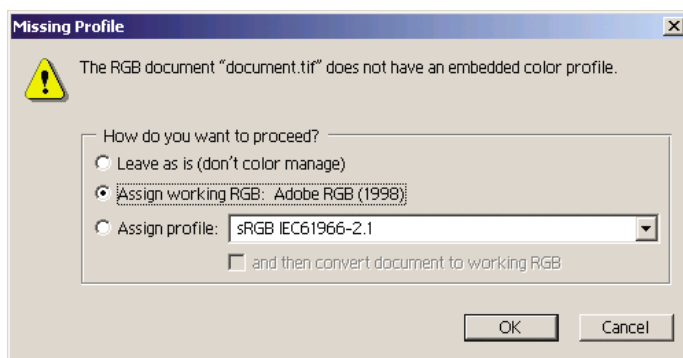 Missing Profile
The RGB document “document.tif” does not have an embedded color profile.
How do you want to proceed?
Leave as is (don't color manage)
Assign working RGB: Adobe RGB (1998)
Assign profile: sRGB IEC61966-2.1
and then convert document to working RGB
OK Cancel